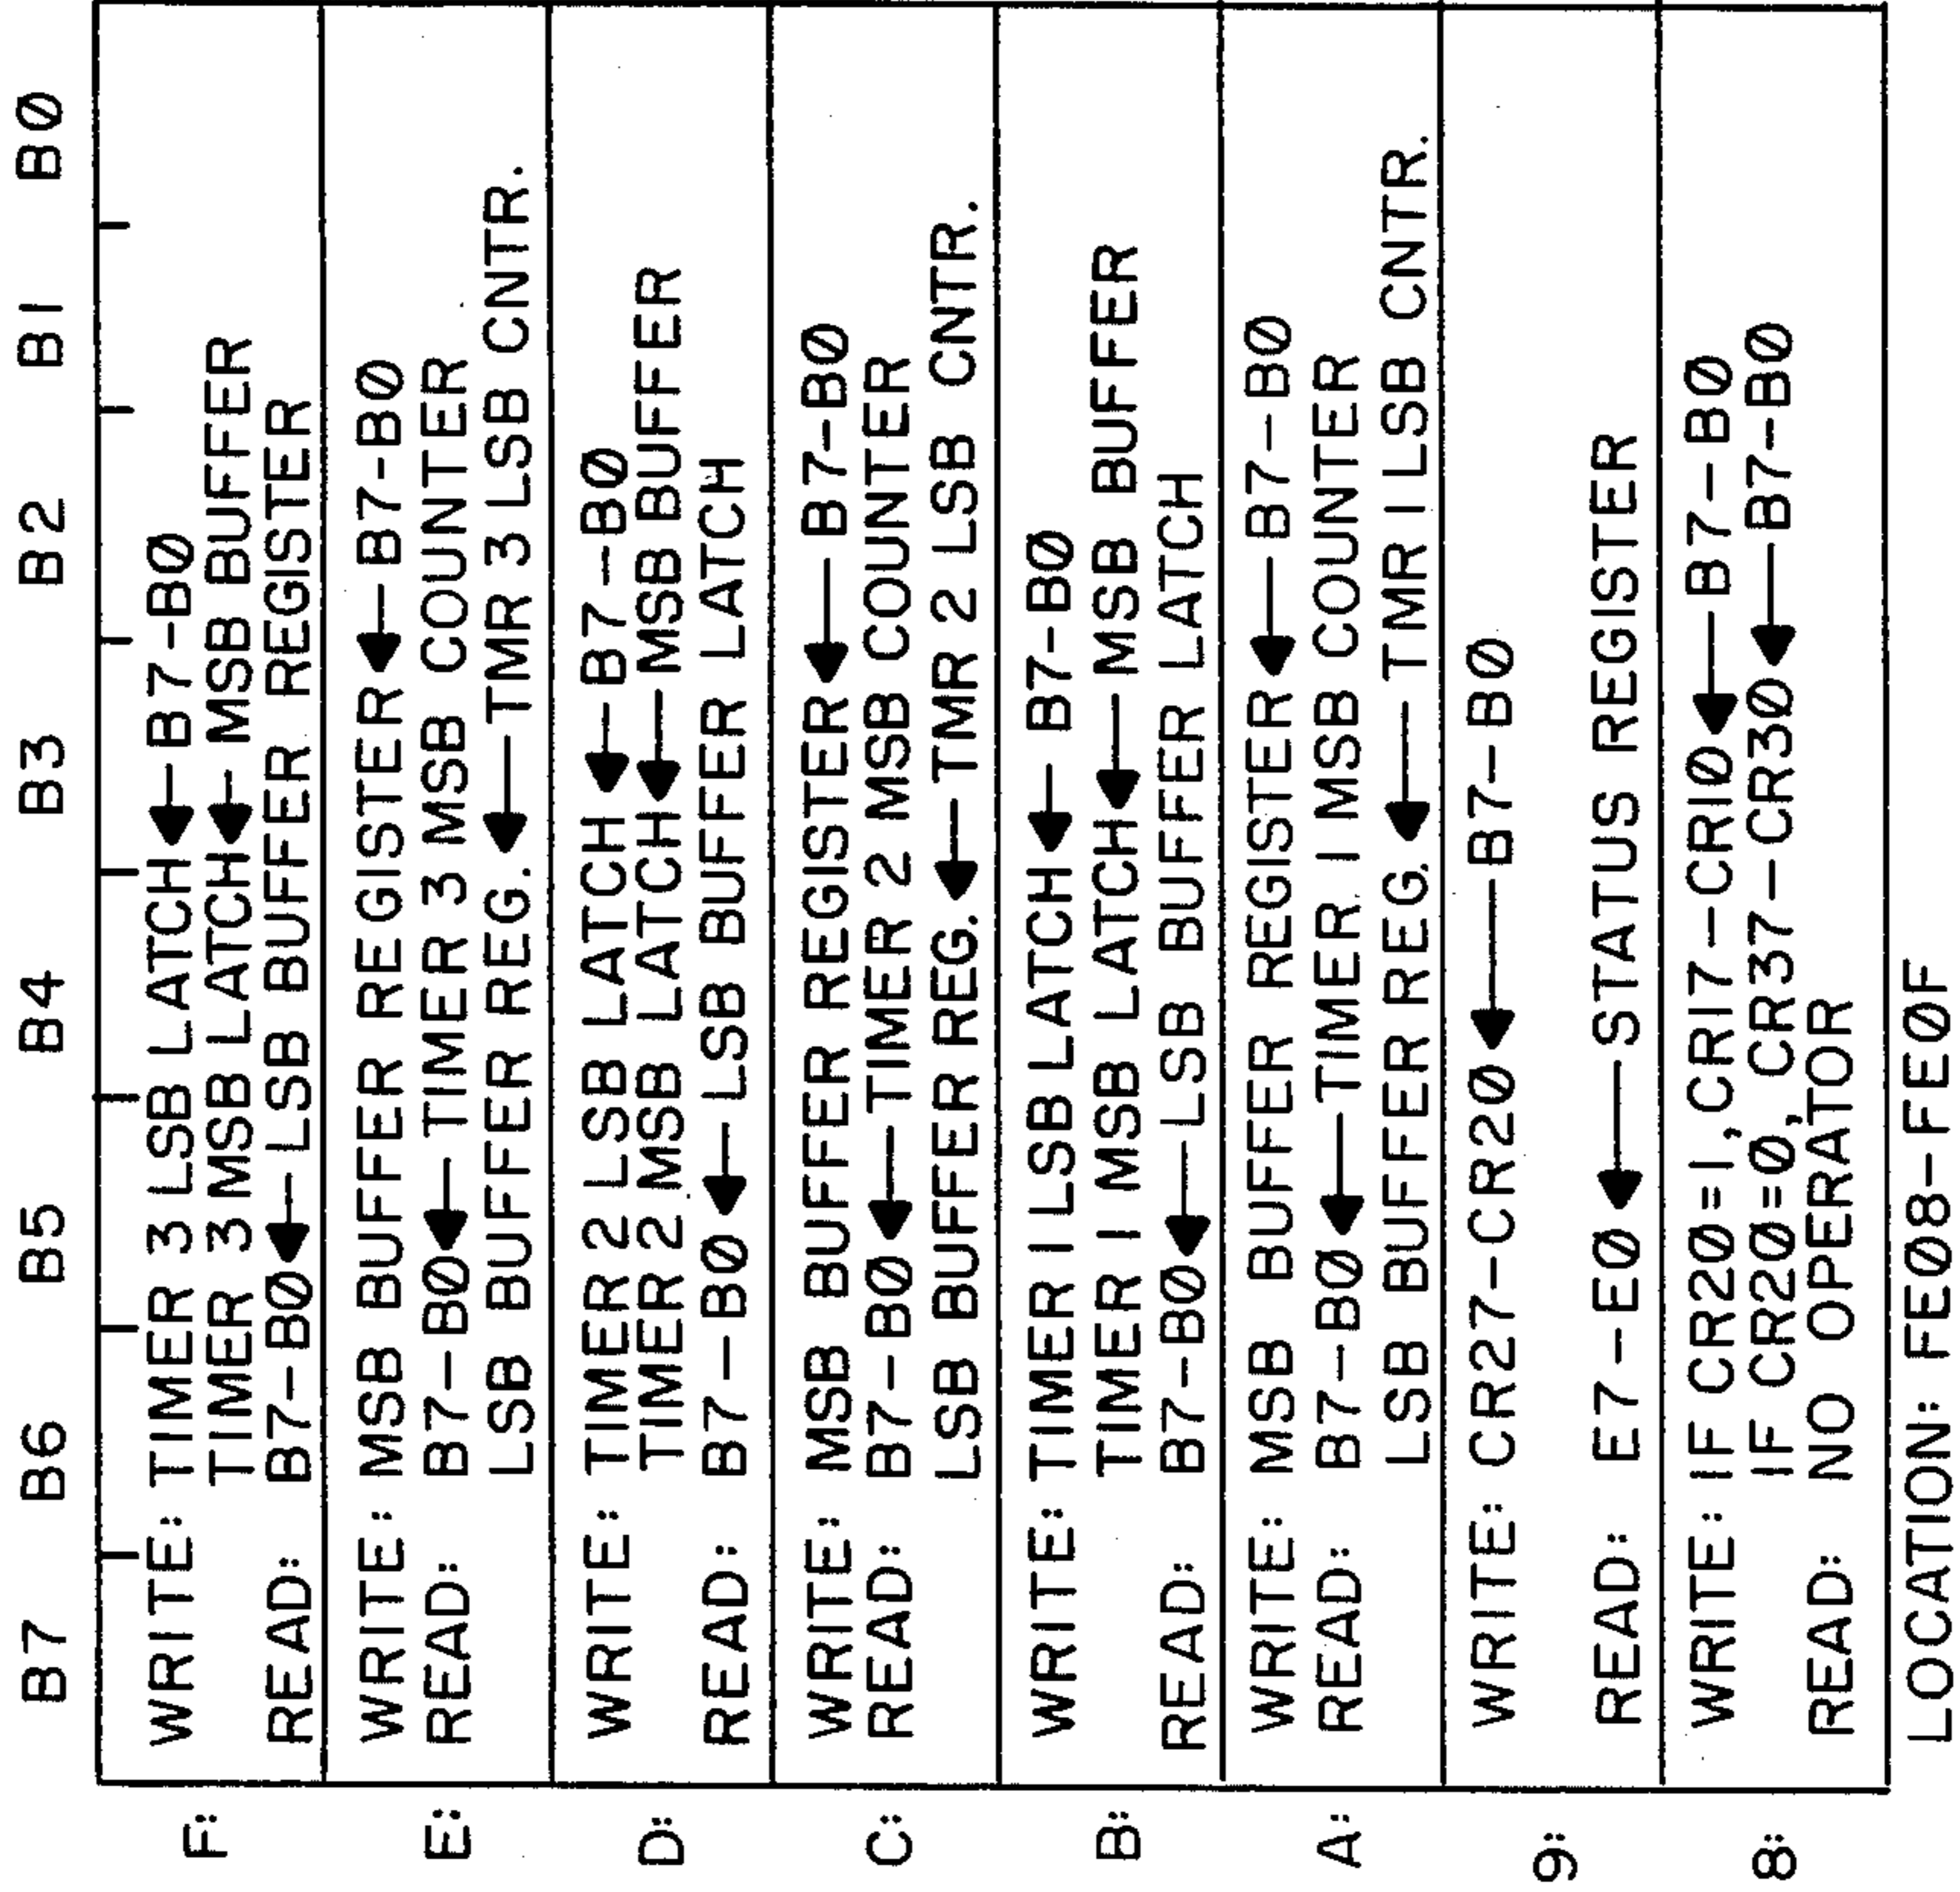 B7 B6 B5 B4 B3 B2 B1 B0
F: WRITE: TIMER 3 LSB LATCH ← B7-B0
TIMER 3 MSB LATCH ← MSB BUFFER
READ: B7-B0 ← LSB BUFFER REGISTER
E: WRITE: MSB BUFFER REGISTER ← B7-B0
READ: B7-B0 ← TIMER 3 MSB COUNTER
LSB BUFFER REG. ← TMR 3 LSB CNTR.
D: WRITE: TIMER 2 LSB LATCH ← B7-B0
TIMER 2 MSB LATCH ← MSB BUFFER
READ: B7-B0 ← LSB BUFFER LATCH
C: WRITE: MSB BUFFER REGISTER ← B7-B0
READ: B7-B0 ← TIMER 2 MSB COUNTER
LSB BUFFER REG. ← TMR 2 LSB CNTR.
B: WRITE: TIMER 1 LSB LATCH ← B7-B0
TIMER 1 MSB LATCH ← MSB BUFFER
READ: B7-B0 ← LSB BUFFER LATCH
A: WRITE: MSB BUFFER REGISTER ← B7-B0
READ: B7-B0 ← TIMER 1 MSB COUNTER
LSB BUFFER REG. ← TMR 1 LSB CNTR.
9: WRITE: CR27-CR20 ← B7-B0
READ: E7-E0 ← STATUS REGISTER
8: WRITE: IF CR20=1, CR17-CR10 ← B7-B0
IF CR20=0, CR37-CR30 ← B7-B0
READ: NO OPERATOR
LOCATION: FE08-FE0F